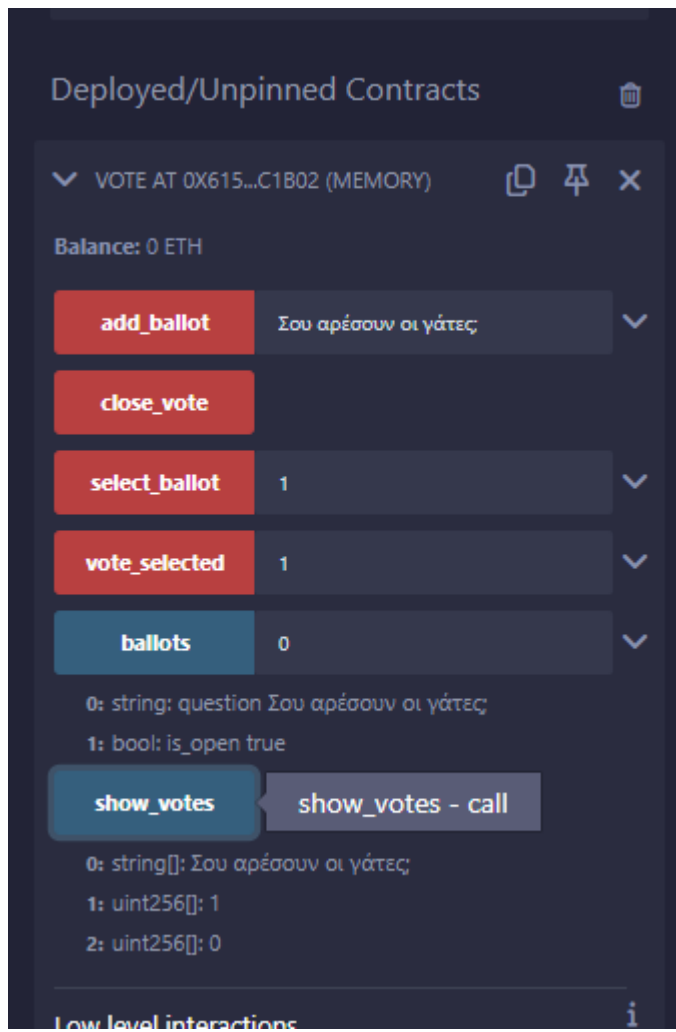 Deployed/Unpinned Contracts
VOTE AT 0X615...C1B02 (MEMORY)
Balance: 0 ETH
add_ballot Σου αρέσουν οι γάτες;
close_vote
select_ballot 1
vote_selected 1
ballots 0
0: string: question Σου αρέσουν οι γάτες;
1: bool: is_open true
show_votes show_votes - call
0: string[]: Σου αρέσουν οι γάτες;
1: uint256[]: 1
2: uint256[]: 0
Low level interactions i